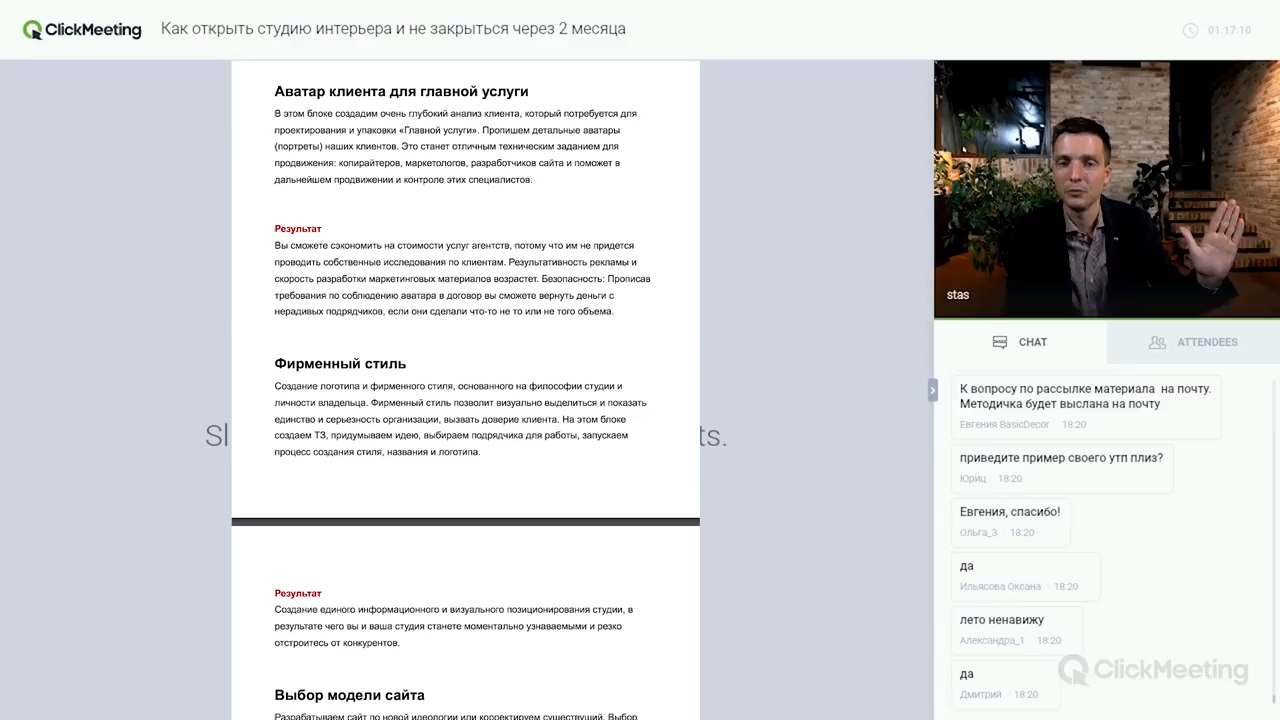 ClickMeeting
Как открыть студию интерьера и не закрыться через 2 месяца
01:17:10
Аватар клиента для главной услуги
В этом блоке создадим очень глубокий анализ клиента, который потребуется для
проектирования и упаковки «Главной услуги». Пропишем детальные аватары
(портреты) наших клиентов. Это станет отличным техническим заданием для
продвижения: копирайтеров, маркетологов, разработчиков сайта и поможет в
дальнейшем продвижении и контроле этих специалистов.
Результат
Вы сможете сэкономить на стоимости услуг агентств, потому что им не придется
проводить собственные исследования по клиентам. Результативность рекламы и
скорость разработки маркетинговых материалов возрастет. Безопасность: Прописав
требования по соблюдению аватара в договор вы сможете вернуть деньги с
нерадивых подрядчиков, если они сделали что-то не то или не того объема.
Фирменный стиль
Создание логотипа и фирменного стиля, основанного на философии студии и
личности владельца. Фирменный стиль позволит визуально выделиться и показать
единство и серьезность организации, вызвать доверие клиента. На этом блоке
создаем ТЗ, придумываем идею, выбираем подрядчика для работы, запускаем
процесс создания стиля, названия и логотипа.
Sl
ts.
Результат
Создание единого информационного и визуального позиционирования студии, в
результате чего вы и ваша студия станете моментально узнаваемыми и резко
отстроитесь от конкурентов.
Выбор модели сайта
Разрабатываем сайт по новой идеологии или корректируем существующий. Выбор
stas
CHAT
ATTENDEES
К вопросу по рассылке материала на почту.
Методичка будет выслана на почту
Евгения BasicDecor 18:20
приведите пример своего утп плиз?
Юриц 18:20
Евгения, спасибо!
Ольга_3 18:20
да
Ильясова Оксана 18:20
лето ненавижу
Александра_1 18:20
да
Дмитрий 18:20
ClickMeeting